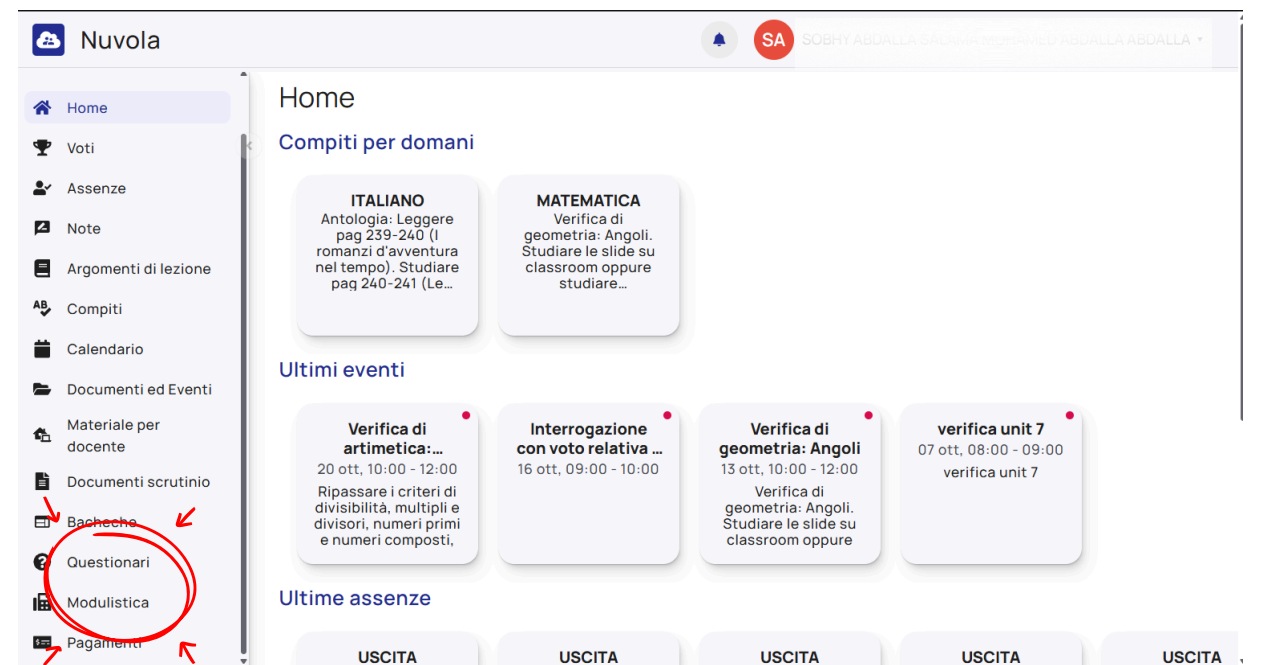 Nuvola
SA
SOBHY ABDALLA
ABDALLA ABDALLA
Home
Voti
Assenze
Note
Argomenti di lezione
Compiti
Calendario
Documenti ed Eventi
Materiale per
docente
Documenti scrutinio
Bacheche
Questionari
Modulistica
Pagamenti
Home
Compiti per domani
ITALIANO
Antologia: Leggere
pag 239-240 (I
romanzi d'avventura
nel tempo). Studiare
pag 240-241 (Le...
MATEMATICA
Verifica di
geometria: Angoli.
Studiare le slide su
classroom oppure
studiare...
Ultimi eventi
Verifica di
artimetica:...
20 ott, 10:00 - 12:00
Ripassare i criteri di
divisibilità, multipli e
divisori, numeri primi
e numeri composti,
Interrogazione
con voto relativa ...
16 ott, 09:00 - 10:00
Verifica di
geometria: Angoli
13 ott, 10:00 - 12:00
Verifica di
geometria: Angoli.
Studiare le slide su
classroom oppure
verifica unit 7
07 ott, 08:00 - 09:00
verifica unit 7
Ultime assenze
USCITA
USCITA
USCITA
USCITA
USCITA